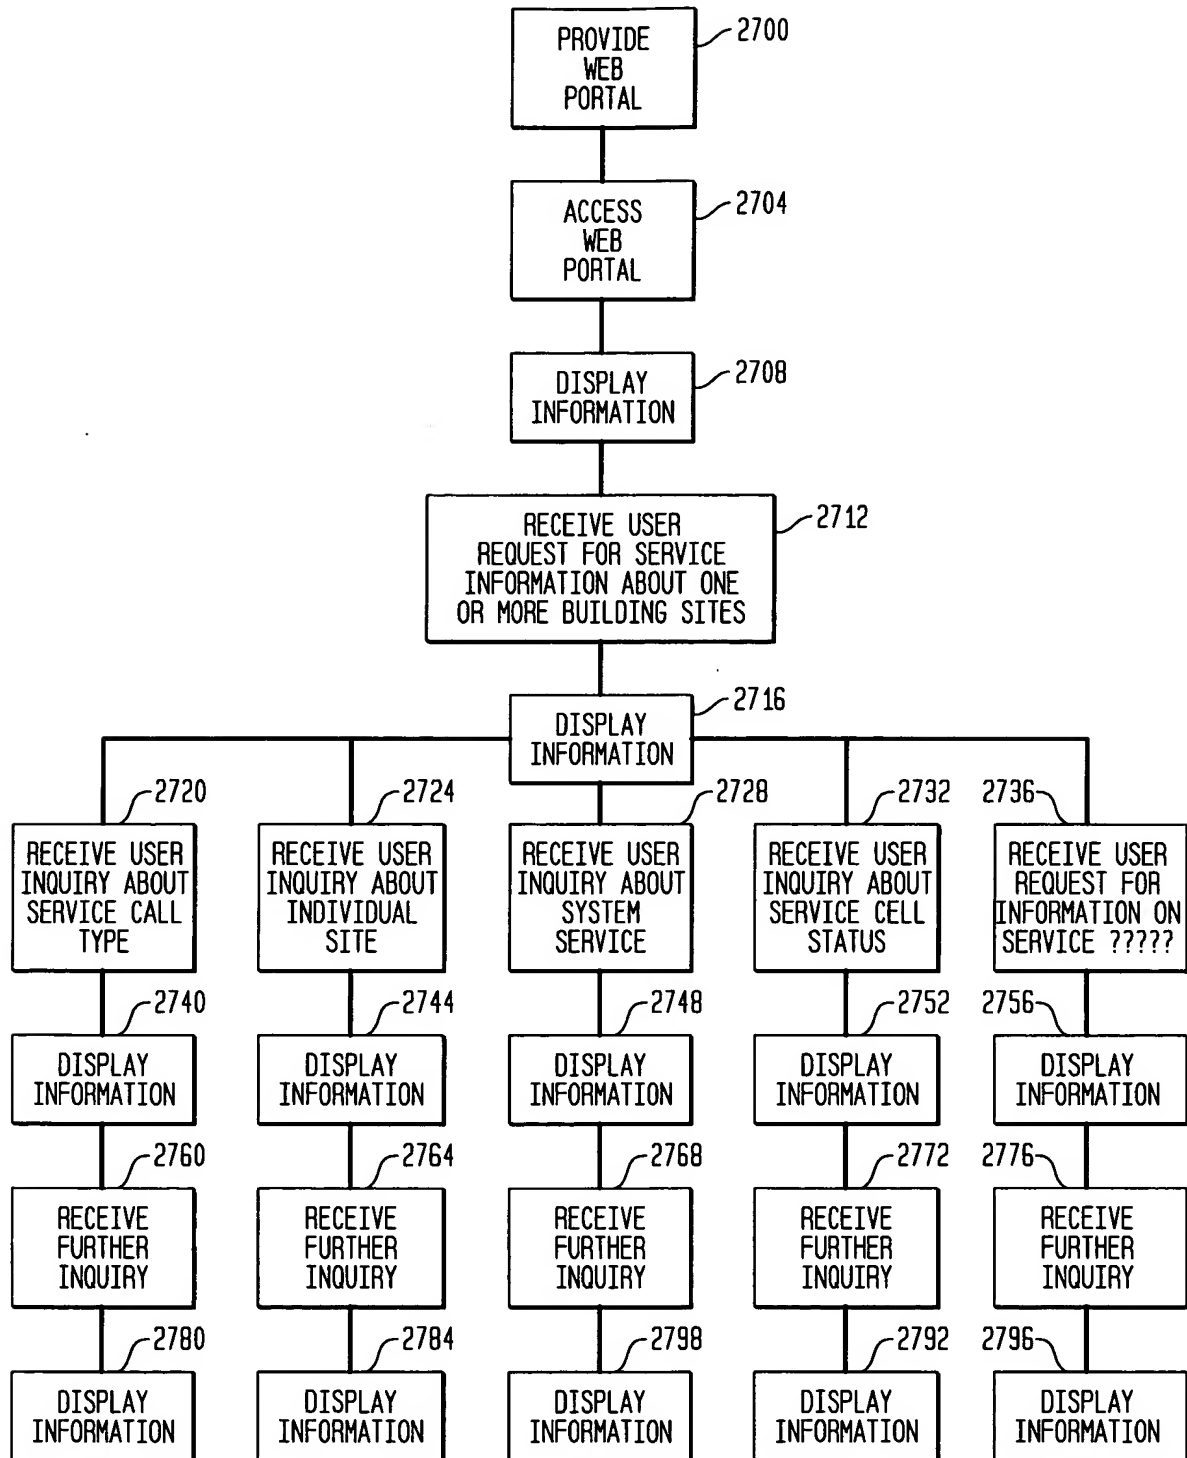 PROVIDE
WEB
PORTAL
2700
ACCESS
WEB
PORTAL
2704
DISPLAY
INFORMATION
2708
RECEIVE USER
REQUEST FOR SERVICE
INFORMATION ABOUT ONE
OR MORE BUILDING SITES
2712
DISPLAY
INFORMATION
2716
2720
RECEIVE USER
INQUIRY ABOUT
SERVICE CALL
TYPE
2724
RECEIVE USER
INQUIRY ABOUT
INDIVIDUAL
SITE
2728
RECEIVE USER
INQUIRY ABOUT
SYSTEM
SERVICE
2732
RECEIVE USER
INQUIRY ABOUT
SERVICE CELL
STATUS
2736
RECEIVE USER
REQUEST FOR
INFORMATION ON
SERVICE ?????
2740
DISPLAY
INFORMATION
2744
DISPLAY
INFORMATION
2748
DISPLAY
INFORMATION
2752
DISPLAY
INFORMATION
2756
DISPLAY
INFORMATION
2760
RECEIVE
FURTHER
INQUIRY
2764
RECEIVE
FURTHER
INQUIRY
2768
RECEIVE
FURTHER
INQUIRY
2772
RECEIVE
FURTHER
INQUIRY
2776
RECEIVE
FURTHER
INQUIRY
2780
DISPLAY
INFORMATION
2784
DISPLAY
INFORMATION
2798
DISPLAY
INFORMATION
2792
DISPLAY
INFORMATION
2796
DISPLAY
INFORMATION